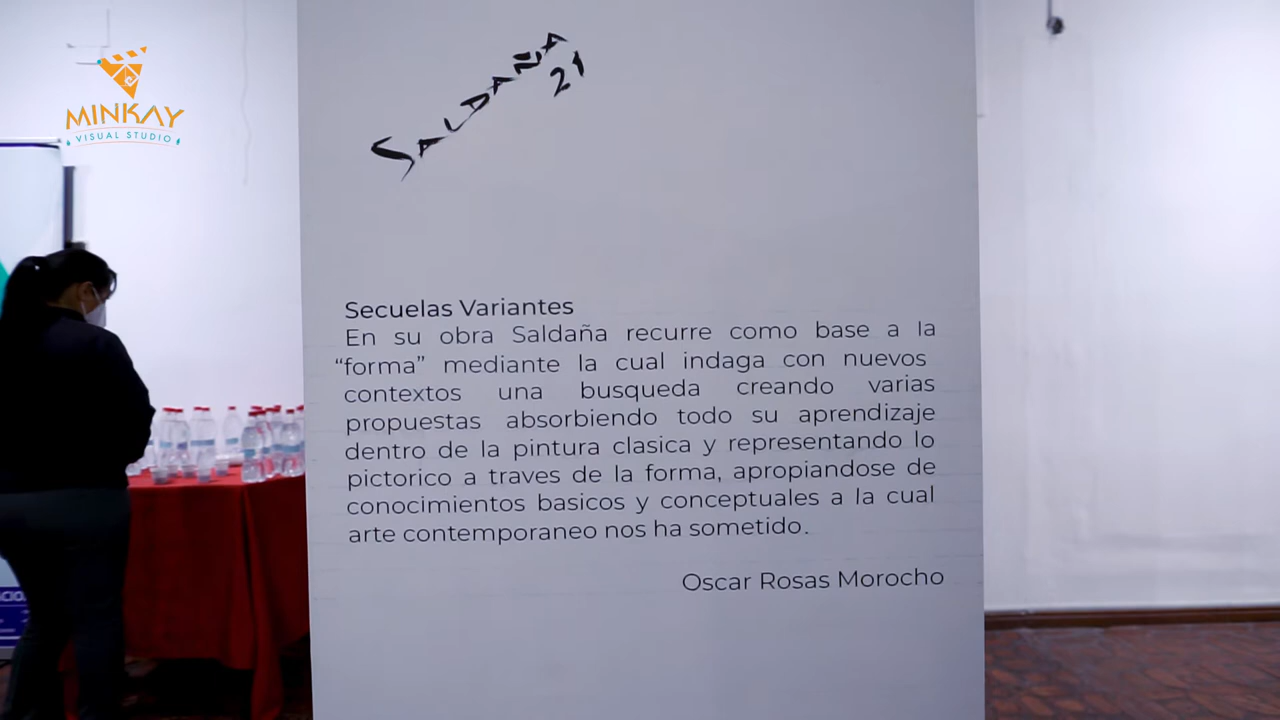 MINKAY
VISUAL STUDIO
SALDAÑA
21
Secuelas Variantes
En su obra Saldaña recurre como base a la
“forma” mediante la cual indaga con nuevos
contextos una busqueda creando varias
propuestas absorbiendo todo su aprendizaje
dentro de la pintura clasica y representando lo
pictorico a traves de la forma, apropiandose de
conocimientos basicos y conceptuales a la cual
arte contemporaneo nos ha sometido.
Oscar Rosas Morocho